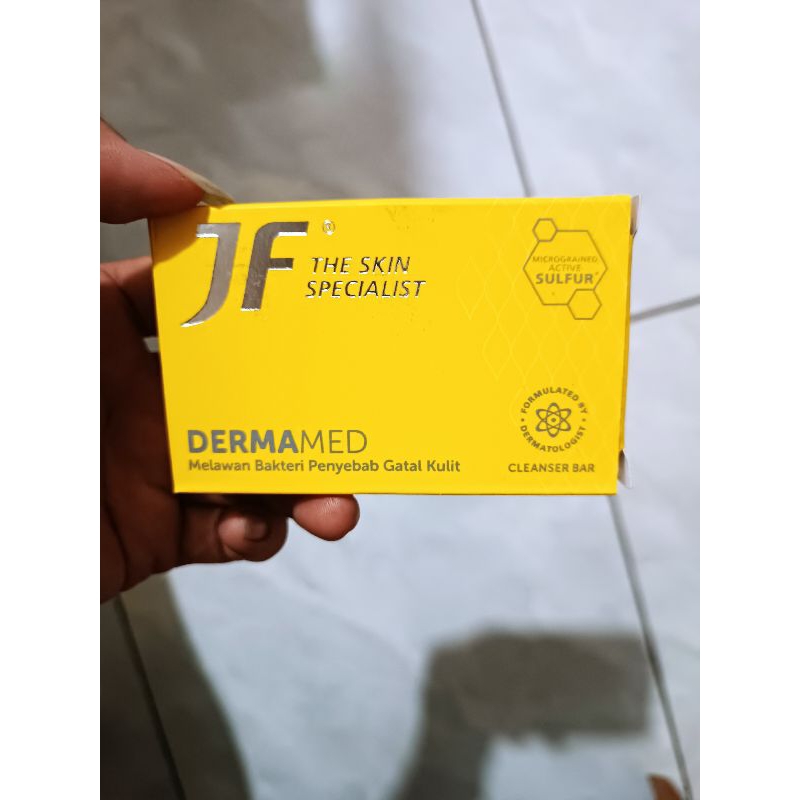 JF®
THE SKIN
SPECIALIST
MICROGRAINED
ACTIVE
SULFUR
FORMULATED BY
DERMATOLOGIST
DERMAMED
Melawan Bakteri Penyebab Gatal Kulit
CLEANSER BAR